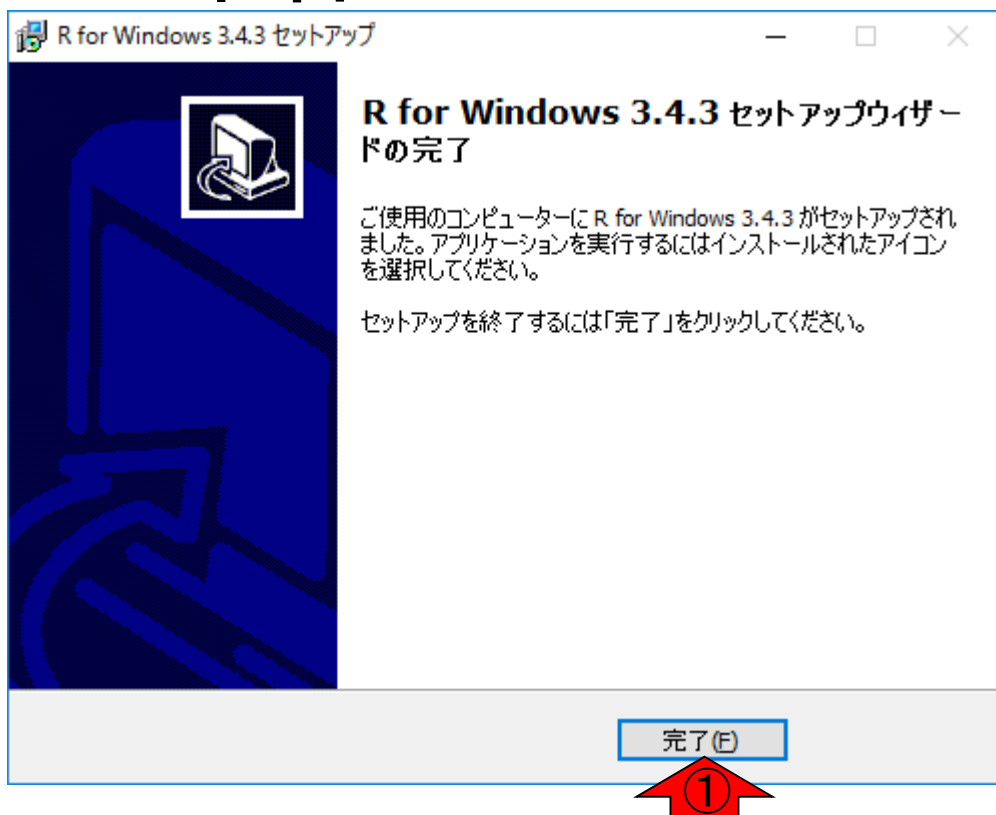 R for Windows 3.4.3 セットアップ
R for Windows 3.4.3 セットアップウィザー
ドの完了
ご使用のコンピューターに R for Windows 3.4.3 がセットアップされ
ました。アプリケーションを実行するにはインストールされたアイコン
を選択してください。
セットアップを終了するには「完了」をクリックしてください。
完了(F)
①